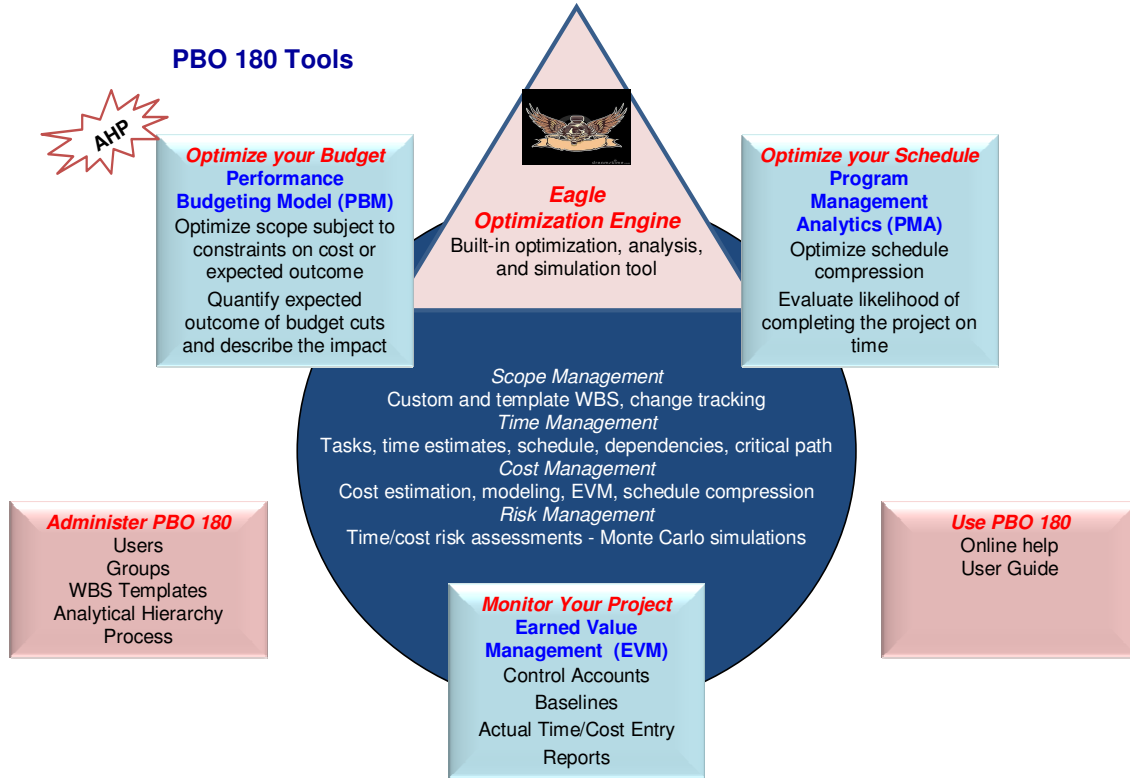 PBO 180 Tools
AHP
Optimize your Budget
Performance
Budgeting Model (PBM)
Optimize scope subject to
constraints on cost or
expected outcome
Quantify expected
outcome of budget cuts
and describe the impact
Eagle
Optimization Engine
Built-in optimization, analysis,
and simulation tool
Optimize your Schedule
Program
Management
Analytics (PMA)
Optimize schedule
compression
Evaluate likelihood of
completing the project on
time
Scope Management
Custom and template WBS, change tracking
Time Management
Tasks, time estimates, schedule, dependencies, critical path
Cost Management
Cost estimation, modeling, EVM, schedule compression
Risk Management
Time/cost risk assessments - Monte Carlo simulations
Administer PBO 180
Users
Groups
WBS Templates
Analytical Hierarchy
Process
Monitor Your Project
Earned Value
Management (EVM)
Control Accounts
Baselines
Actual Time/Cost Entry
Reports
Use PBO 180
Online help
User Guide